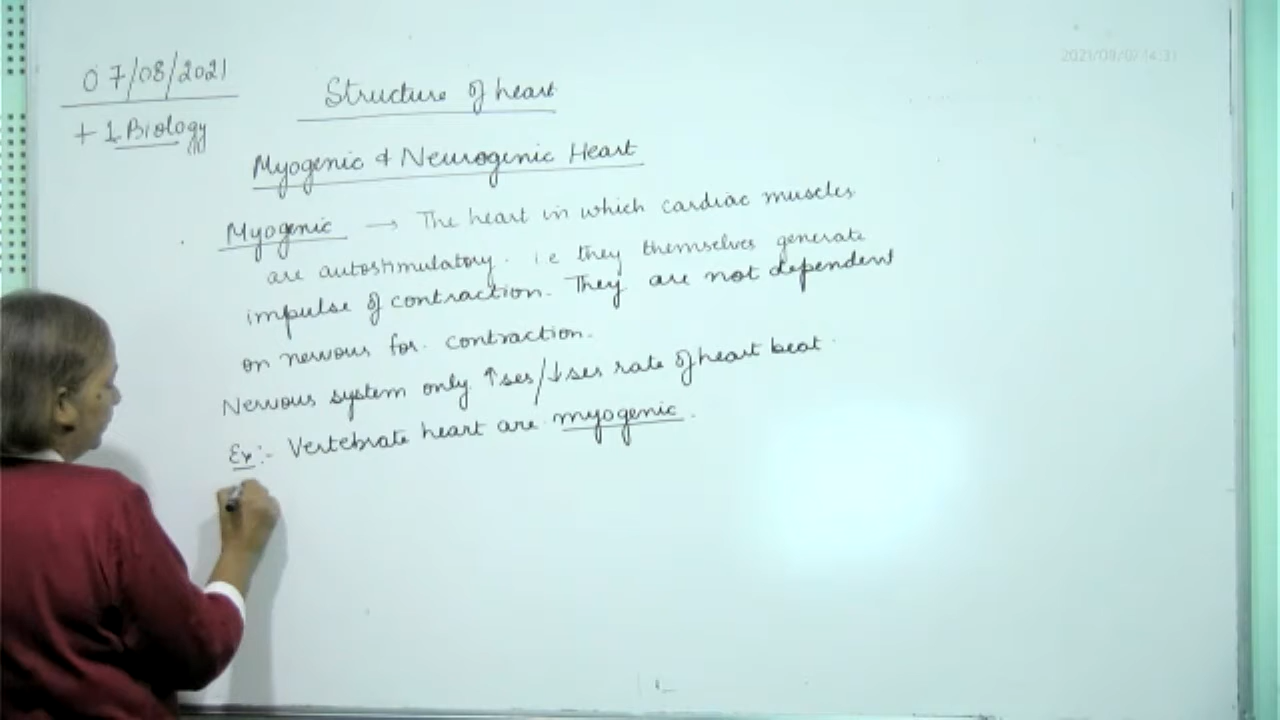 07/08/2021
+1 Biology
Structure of heart
Myogenic & Neurogenic Heart
Myogenic → The heart in which cardiac muscles
are autostimulatory. i.e they themselves generate
impulse of contraction. They are not dependent
on nervous for contraction.
Nervous system only ↑ses/↓ses rate of heart beat.
Ex:- Vertebrate heart are myogenic.